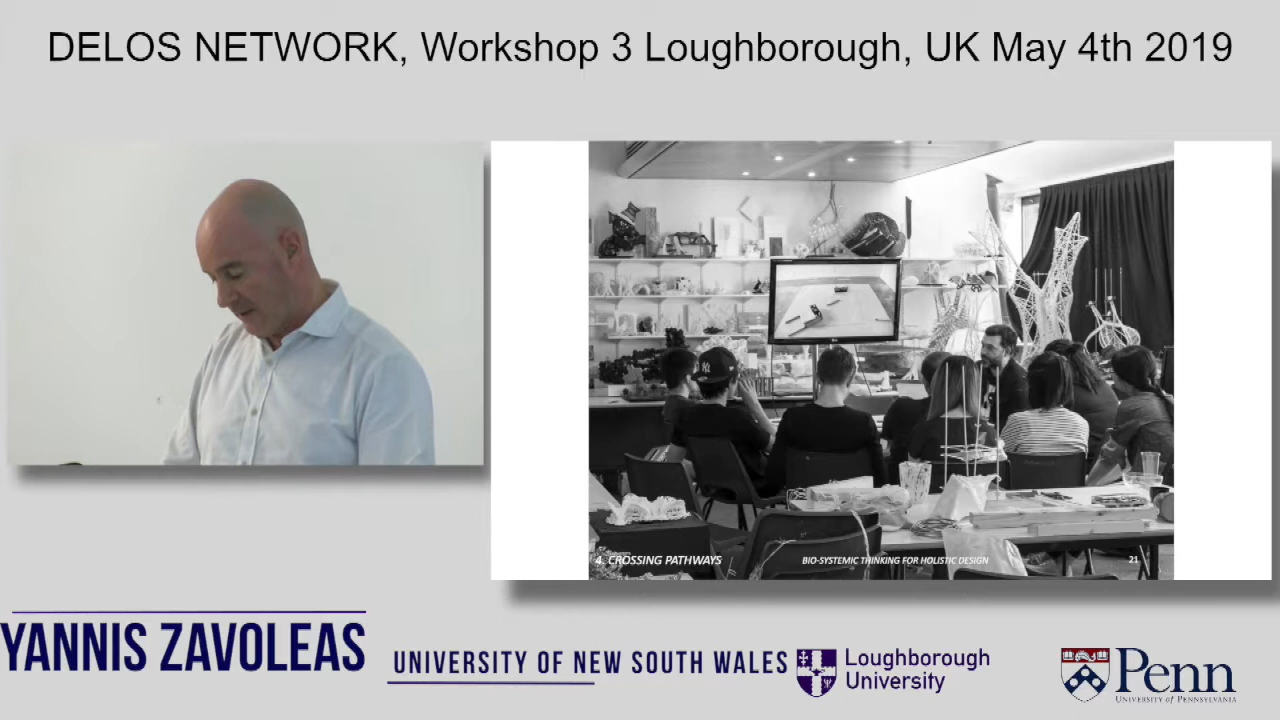 DELOS NETWORK, Workshop 3 Loughborough, UK May 4th 2019
4. CROSSING PATHWAYS
BIO-SYSTEMIC THINKING FOR HOLISTIC DESIGN
21
YANNIS ZAVOLEAS
UNIVERSITY OF NEW SOUTH WALES
Loughborough
University
Penn
UNIVERSITY of PENNSYLVANIA